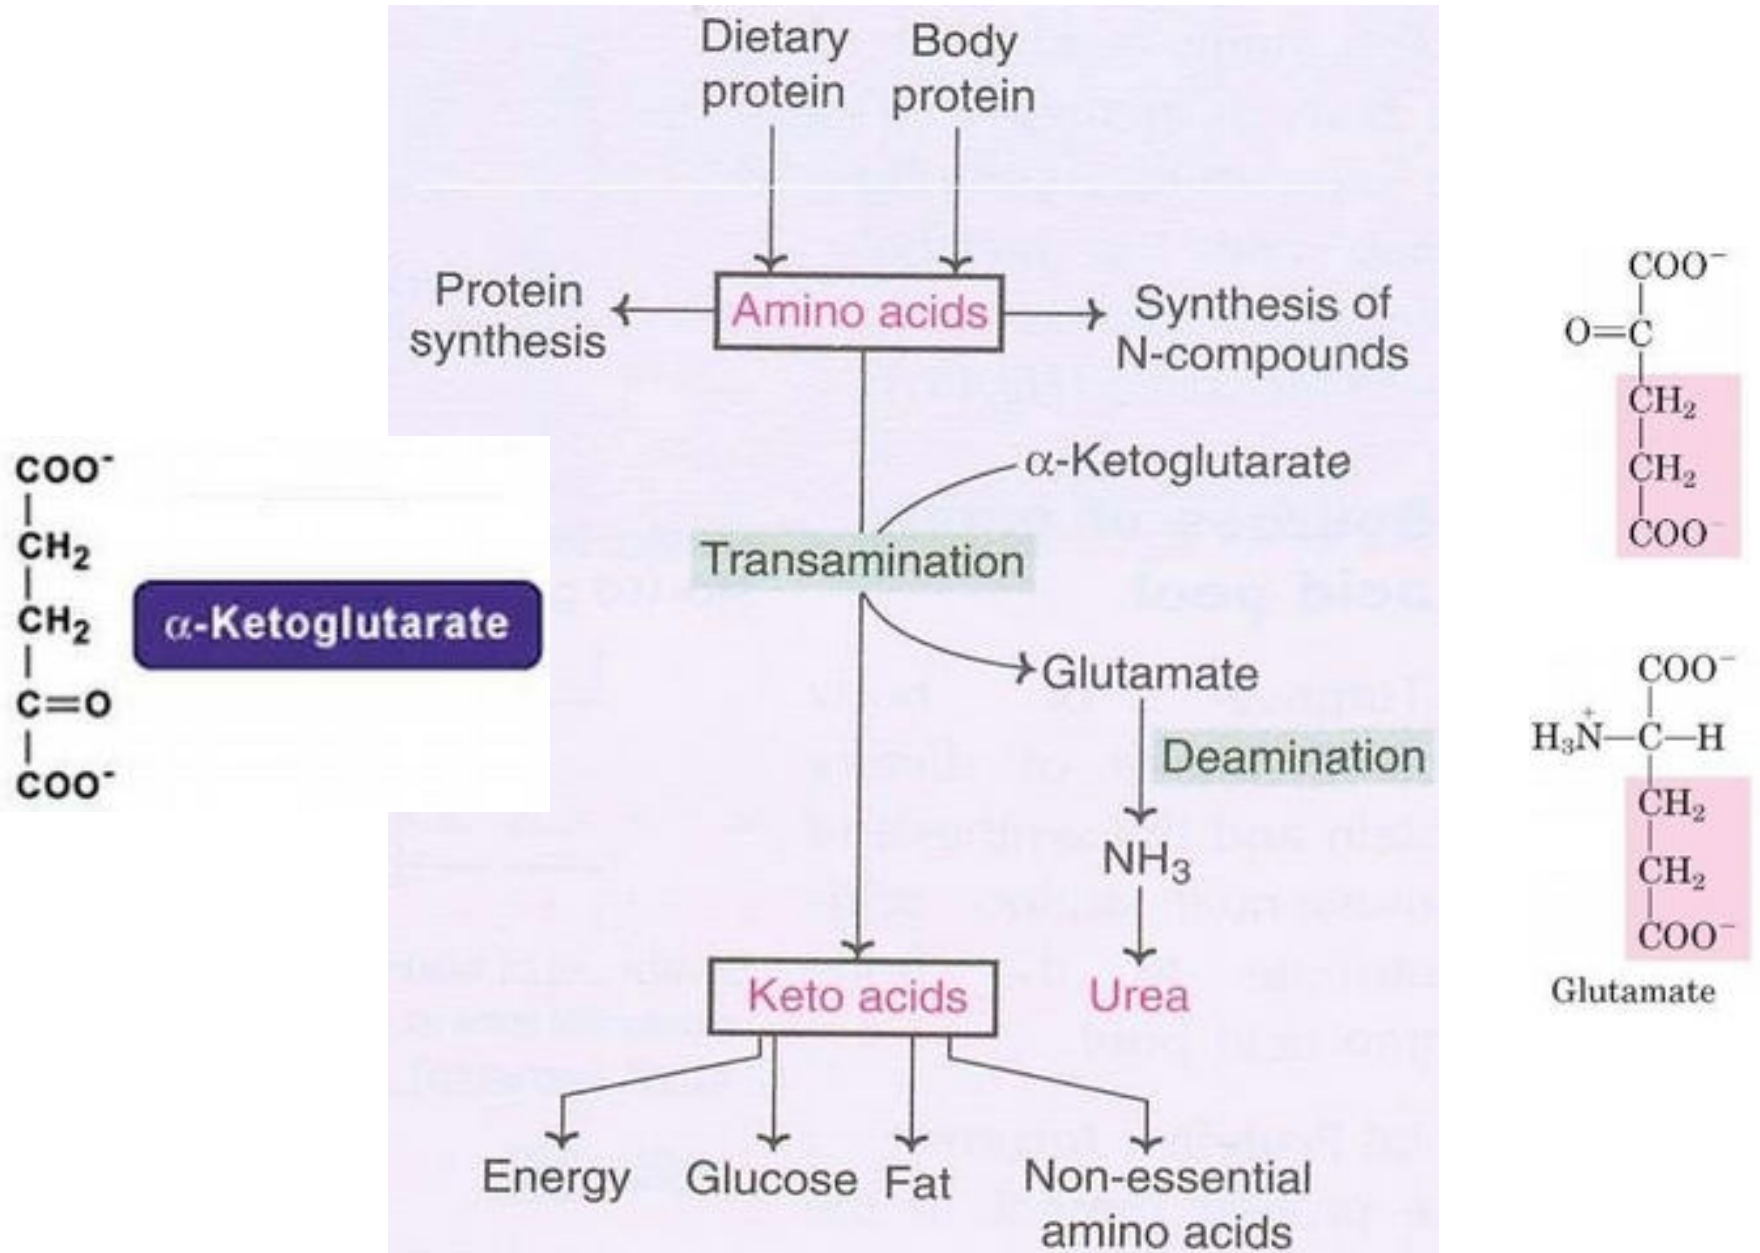 Dietary
protein
Body
protein
Protein
synthesis
Amino acids
Synthesis of
N-compounds
α-Ketoglutarate
Transamination
Glutamate
Deamination
NH₃
Urea
Keto acids
Energy
Glucose
Fat
Non-essential
amino acids
COO⁻
CH₂
CH₂
C=O
COO⁻
α-Ketoglutarate
COO⁻
O=C
CH₂
CH₂
COO⁻
COO⁻
H₃N⁺—C—H
CH₂
CH₂
COO⁻
Glutamate